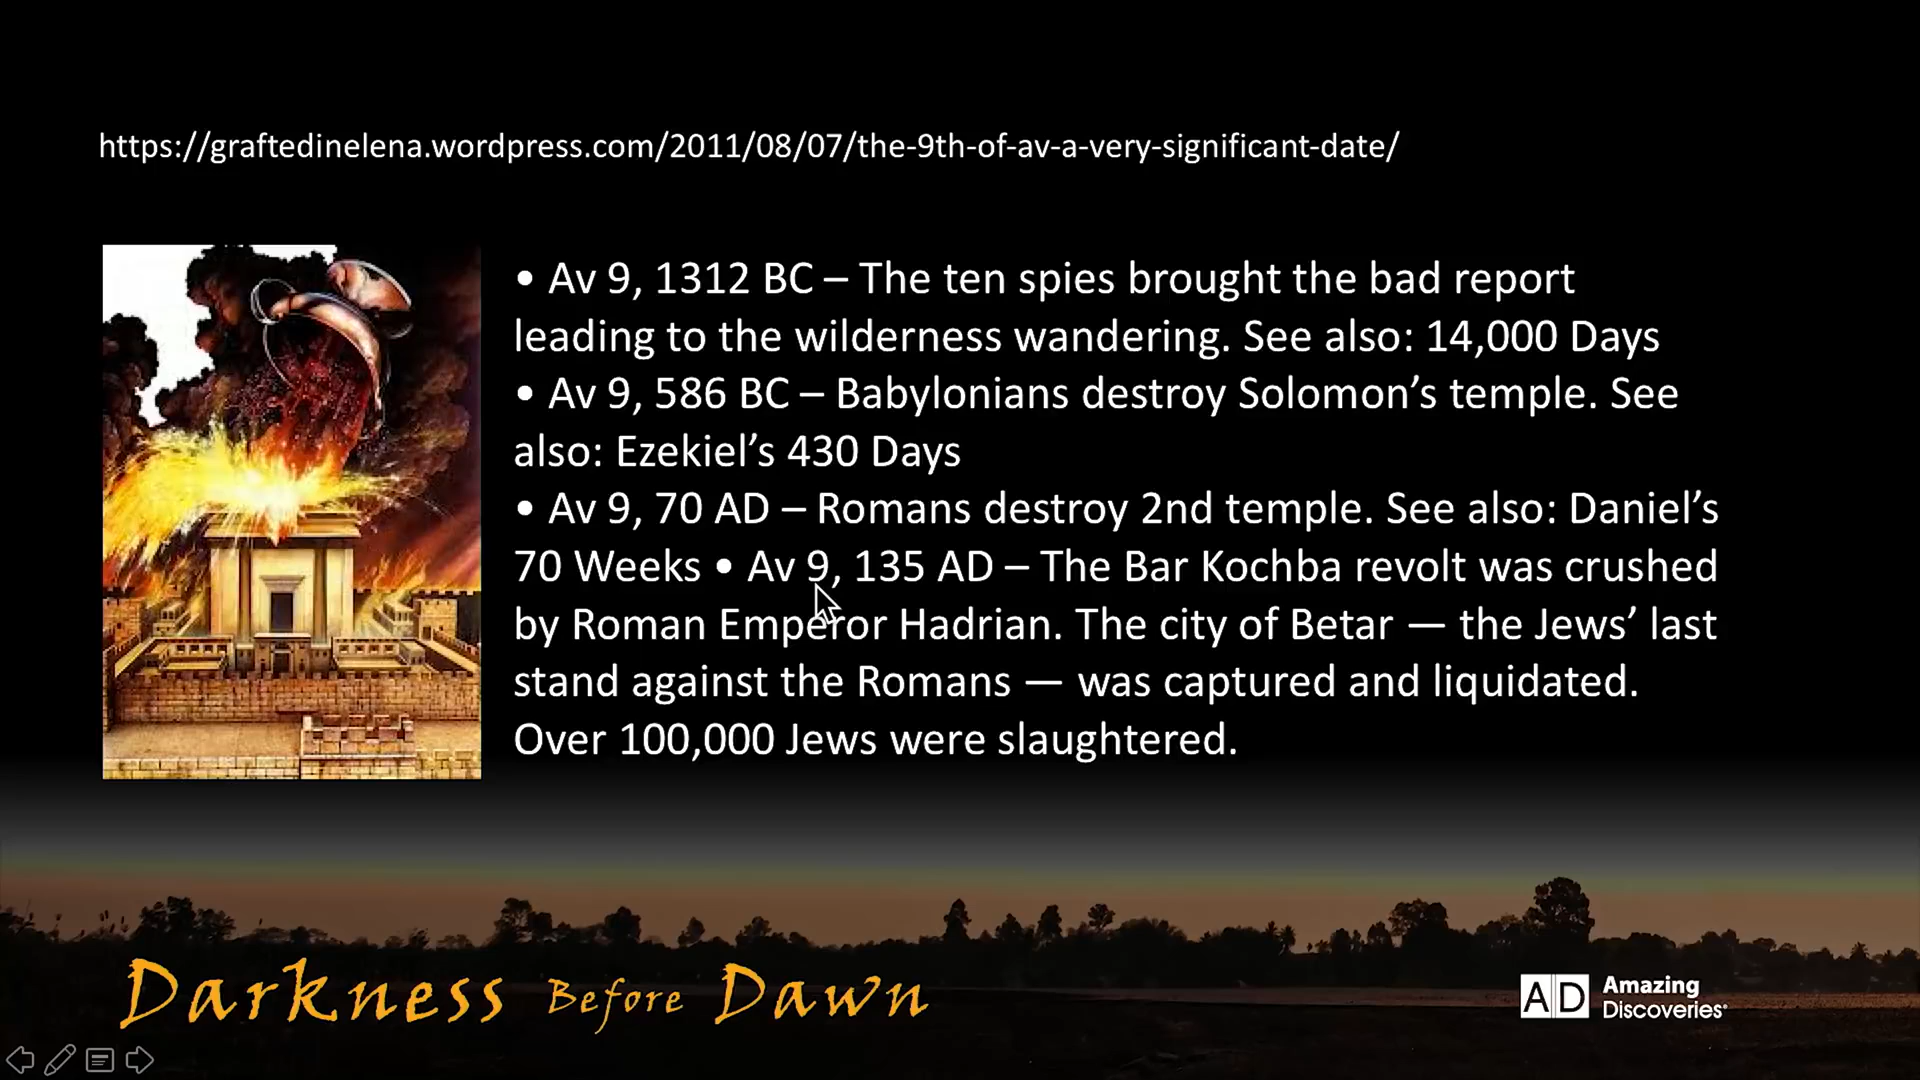 https://graftedinelena.wordpress.com/2011/08/07/the-9th-of-av-a-very-significant-date/
• Av 9, 1312 BC – The ten spies brought the bad report
leading to the wilderness wandering. See also: 14,000 Days
• Av 9, 586 BC – Babylonians destroy Solomon’s temple. See
also: Ezekiel’s 430 Days
• Av 9, 70 AD – Romans destroy 2nd temple. See also: Daniel’s
70 Weeks • Av 9, 135 AD – The Bar Kochba revolt was crushed
by Roman Emperor Hadrian. The city of Betar — the Jews’ last
stand against the Romans — was captured and liquidated.
Over 100,000 Jews were slaughtered.
Darkness Before Dawn
AD Amazing
Discoveries